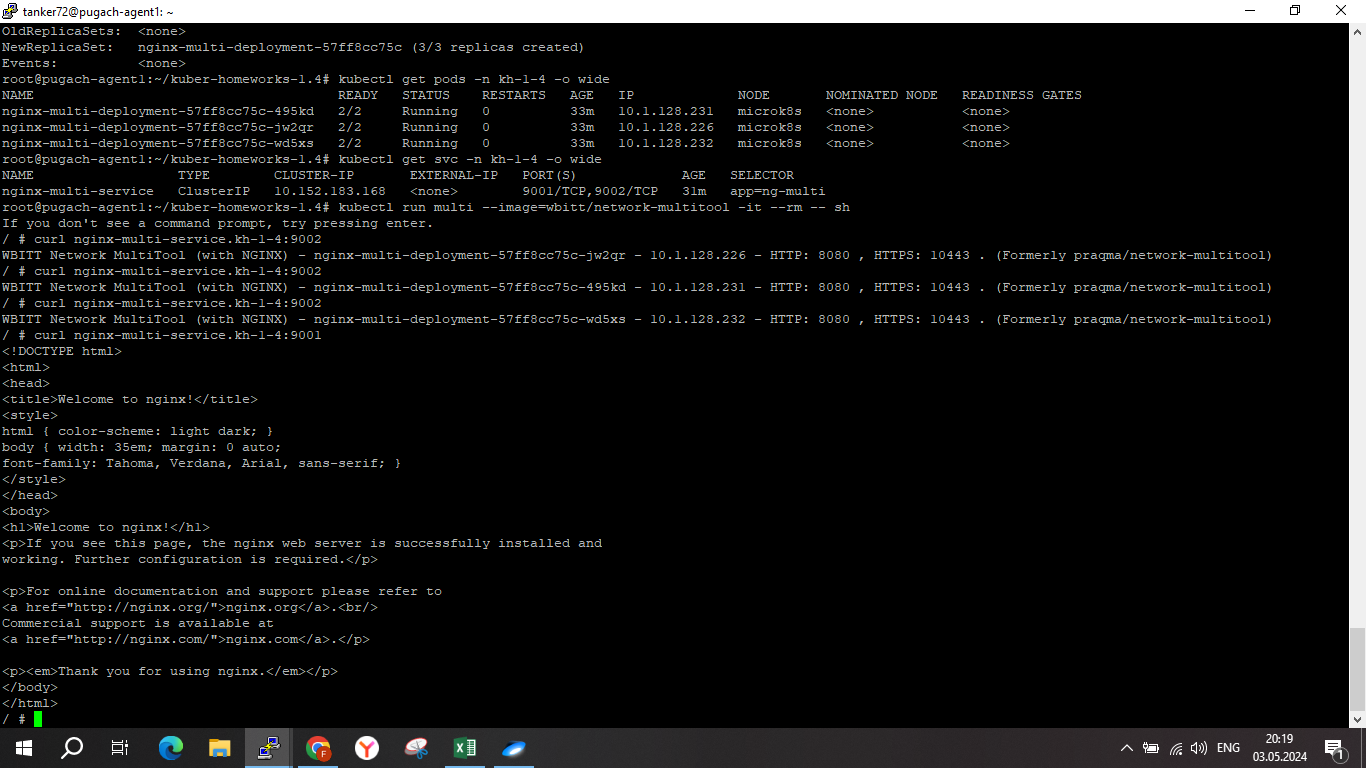 tanker72@pugach-agent1: ~
OldReplicaSets:  <none>
NewReplicaSet:   nginx-multi-deployment-57ff8cc75c (3/3 replicas created)
Events:          <none>
root@pugach-agent1:~/kuber-homeworks-1.4# kubectl get pods -n kh-1-4 -o wide
NAME                                      READY   STATUS    RESTARTS   AGE   IP             NODE       NOMINATED NODE   READINESS GATES
nginx-multi-deployment-57ff8cc75c-495kd   2/2     Running   0          33m   10.1.128.231   microk8s   <none>           <none>
nginx-multi-deployment-57ff8cc75c-jw2qr   2/2     Running   0          33m   10.1.128.226   microk8s   <none>           <none>
nginx-multi-deployment-57ff8cc75c-wd5xs   2/2     Running   0          33m   10.1.128.232   microk8s   <none>           <none>
root@pugach-agent1:~/kuber-homeworks-1.4# kubectl get svc -n kh-1-4 -o wide
NAME                  TYPE        CLUSTER-IP       EXTERNAL-IP   PORT(S)             AGE   SELECTOR
nginx-multi-service   ClusterIP   10.152.183.168   <none>        9001/TCP,9002/TCP   31m   app=ng-multi
root@pugach-agent1:~/kuber-homeworks-1.4# kubectl run multi --image=wbitt/network-multitool -it --rm -- sh
If you don't see a command prompt, try pressing enter.
/ # curl nginx-multi-service.kh-1-4:9002
WBITT Network MultiTool (with NGINX) - nginx-multi-deployment-57ff8cc75c-jw2qr - 10.1.128.226 - HTTP: 8080 , HTTPS: 10443 . (Formerly praqma/network-multitool)
/ # curl nginx-multi-service.kh-1-4:9002
WBITT Network MultiTool (with NGINX) - nginx-multi-deployment-57ff8cc75c-495kd - 10.1.128.231 - HTTP: 8080 , HTTPS: 10443 . (Formerly praqma/network-multitool)
/ # curl nginx-multi-service.kh-1-4:9002
WBITT Network MultiTool (with NGINX) - nginx-multi-deployment-57ff8cc75c-wd5xs - 10.1.128.232 - HTTP: 8080 , HTTPS: 10443 . (Formerly praqma/network-multitool)
/ # curl nginx-multi-service.kh-1-4:9001
<!DOCTYPE html>
<html>
<head>
<title>Welcome to nginx!</title>
<style>
html { color-scheme: light dark; }
body { width: 35em; margin: 0 auto;
font-family: Tahoma, Verdana, Arial, sans-serif; }
</style>
</head>
<body>
<h1>Welcome to nginx!</h1>
<p>If you see this page, the nginx web server is successfully installed and
working. Further configuration is required.</p>

<p>For online documentation and support please refer to
<a href="http://nginx.org/">nginx.org</a>.<br/>
Commercial support is available at
<a href="http://nginx.com/">nginx.com</a>.</p>

<p><em>Thank you for using nginx.</em></p>
</body>
</html>
/ #
ENG
20:19
03.05.2024
1